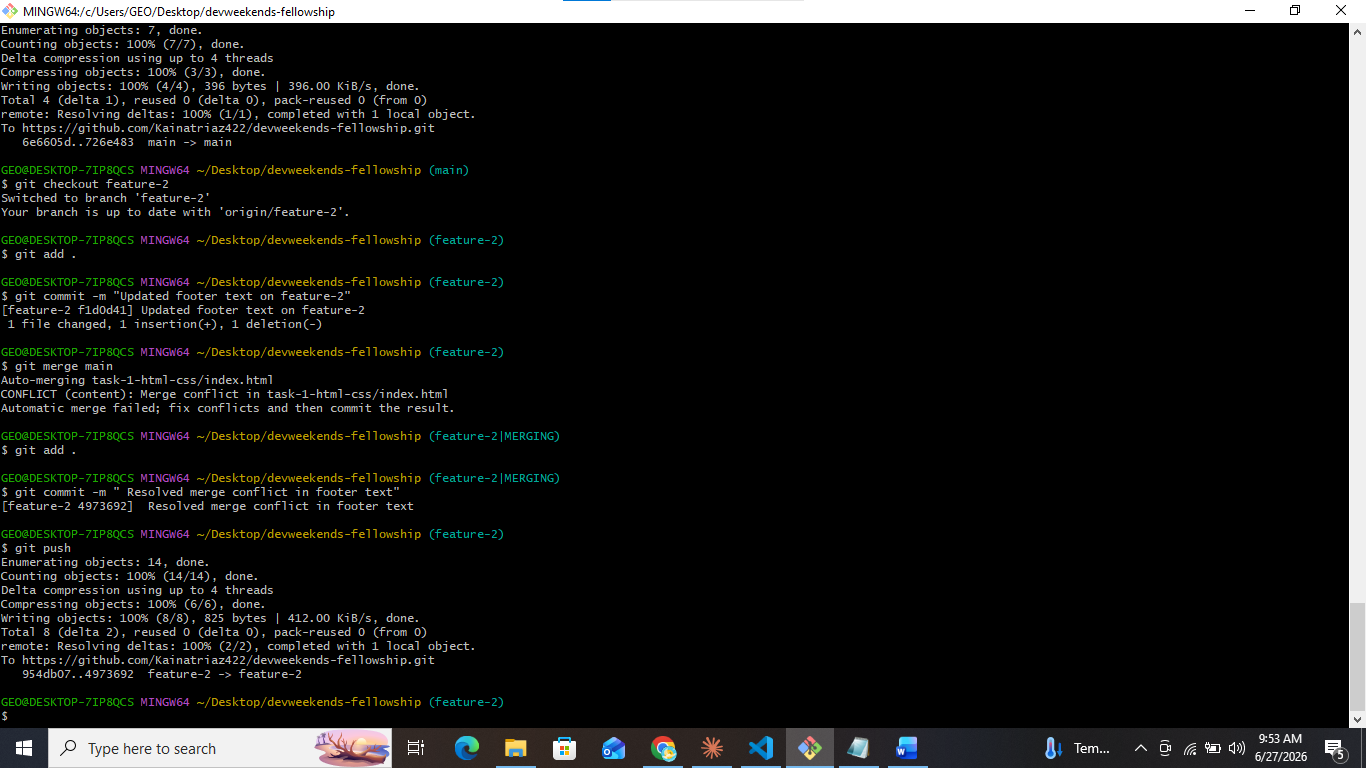 MINGW64:/c/Users/GEO/Desktop/devweekends-fellowship
Enumerating objects: 7, done.
Counting objects: 100% (7/7), done.
Delta compression using up to 4 threads
Compressing objects: 100% (3/3), done.
Writing objects: 100% (4/4), 396 bytes | 396.00 KiB/s, done.
Total 4 (delta 1), reused 0 (delta 0), pack-reused 0 (from 0)
remote: Resolving deltas: 100% (1/1), completed with 1 local object.
To https://github.com/Kainatriaz422/devweekends-fellowship.git
   6e6605d..726e483  main -> main

GEO@DESKTOP-7IP8QCS MINGW64 ~/Desktop/devweekends-fellowship (main)
$ git checkout feature-2
Switched to branch 'feature-2'
Your branch is up to date with 'origin/feature-2'.

GEO@DESKTOP-7IP8QCS MINGW64 ~/Desktop/devweekends-fellowship (feature-2)
$ git add .

GEO@DESKTOP-7IP8QCS MINGW64 ~/Desktop/devweekends-fellowship (feature-2)
$ git commit -m "Updated footer text on feature-2"
[feature-2 f1d0d41] Updated footer text on feature-2
 1 file changed, 1 insertion(+), 1 deletion(-)

GEO@DESKTOP-7IP8QCS MINGW64 ~/Desktop/devweekends-fellowship (feature-2)
$ git merge main
Auto-merging task-1-html-css/index.html
CONFLICT (content): Merge conflict in task-1-html-css/index.html
Automatic merge failed; fix conflicts and then commit the result.

GEO@DESKTOP-7IP8QCS MINGW64 ~/Desktop/devweekends-fellowship (feature-2|MERGING)
$ git add .

GEO@DESKTOP-7IP8QCS MINGW64 ~/Desktop/devweekends-fellowship (feature-2|MERGING)
$ git commit -m " Resolved merge conflict in footer text"
[feature-2 4973692]  Resolved merge conflict in footer text

GEO@DESKTOP-7IP8QCS MINGW64 ~/Desktop/devweekends-fellowship (feature-2)
$ git push
Enumerating objects: 14, done.
Counting objects: 100% (14/14), done.
Delta compression using up to 4 threads
Compressing objects: 100% (6/6), done.
Writing objects: 100% (8/8), 825 bytes | 412.00 KiB/s, done.
Total 8 (delta 2), reused 0 (delta 0), pack-reused 0 (from 0)
remote: Resolving deltas: 100% (2/2), completed with 1 local object.
To https://github.com/Kainatriaz422/devweekends-fellowship.git
   954db07..4973692  feature-2 -> feature-2

GEO@DESKTOP-7IP8QCS MINGW64 ~/Desktop/devweekends-fellowship (feature-2)
$
Type here to search
Tem...
9:53 AM
6/27/2026
5